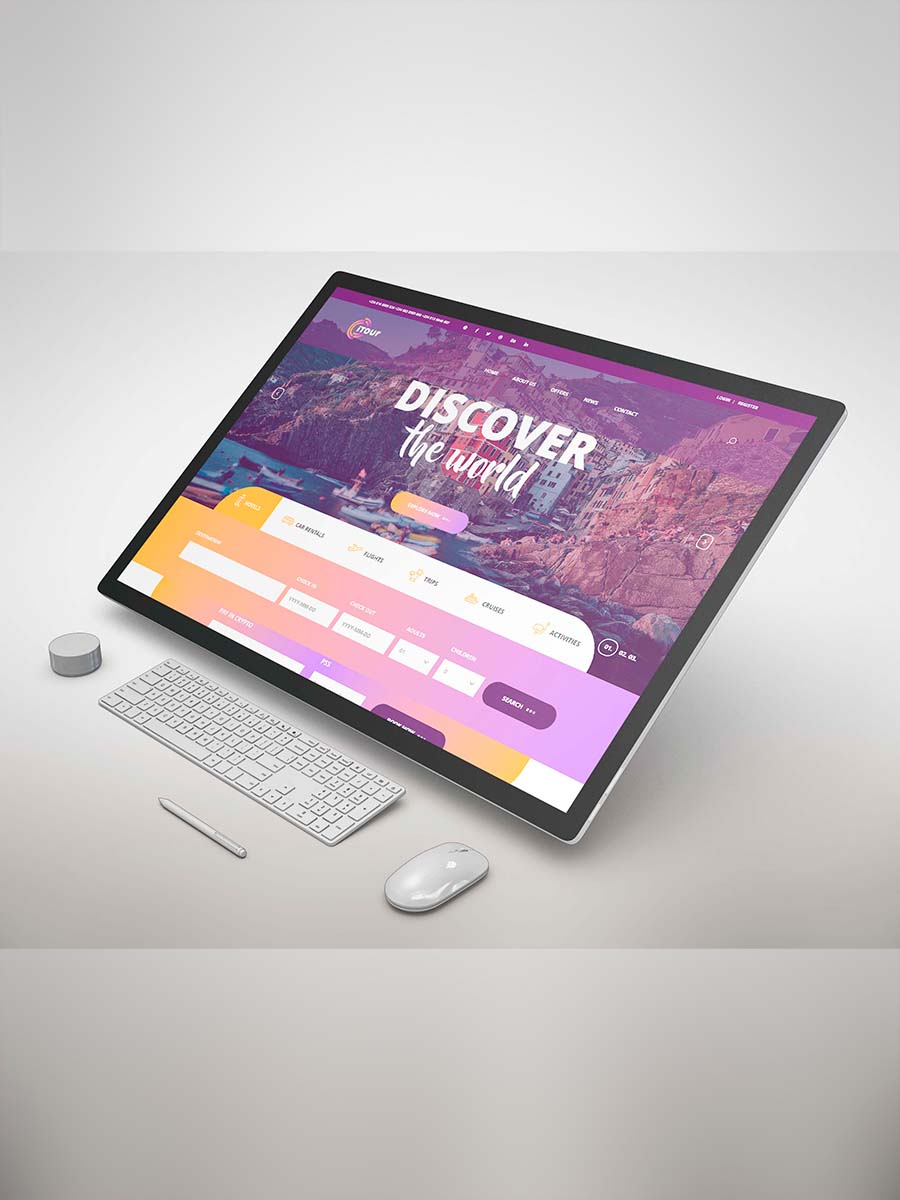 iTour
LOGIN | REGISTER
HOME ABOUT US OFFERS NEWS CONTACT
DISCOVER
the world
EXPLORE NOW
HOTELS CAR RENTALS FLIGHTS TRIPS CRUISES ACTIVITIES
01. 02. 03.
DESTINATION CHECK IN CHECK OUT ADULTS CHILDREN
YYYY-MM-DD YYYY-MM-DD 01 0
SEARCH
PAY IN CRYPTO PSS
BOOK NOW